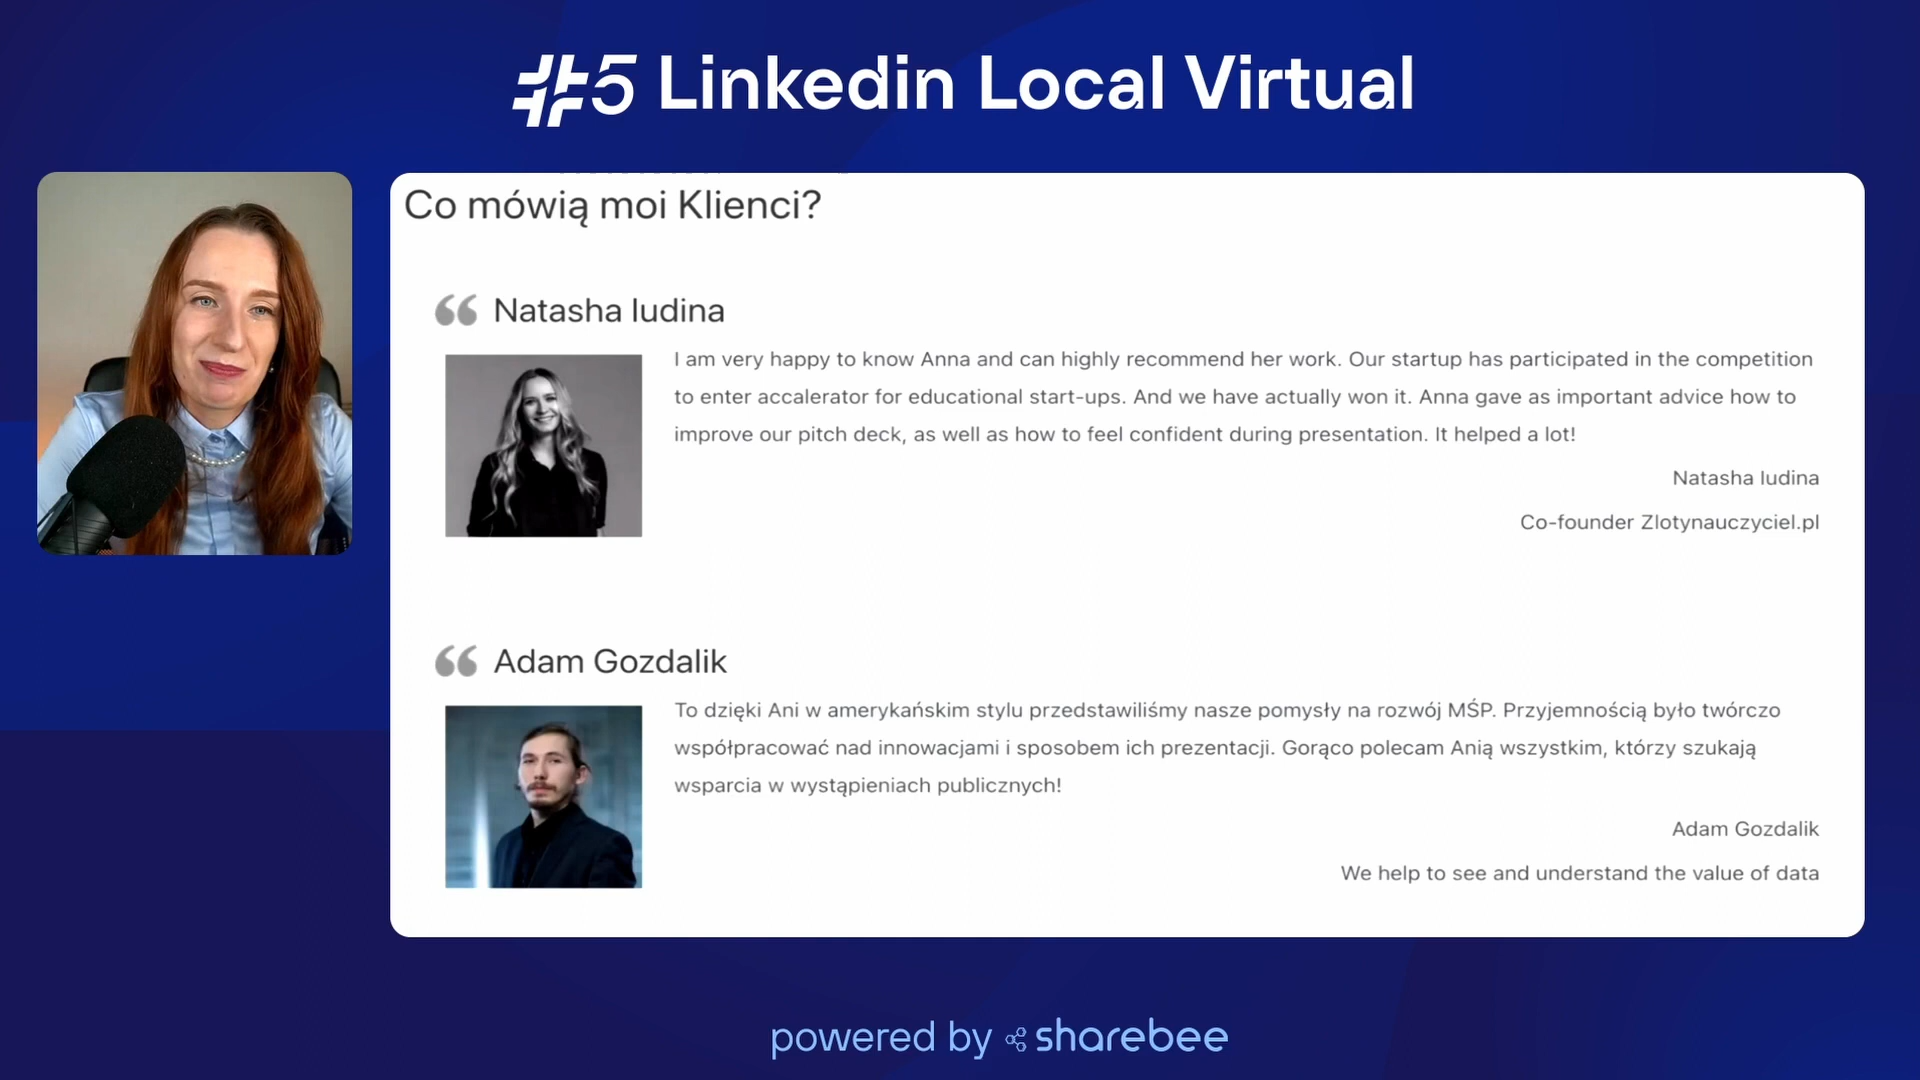 #5 Linkedin Local Virtual
Co mówią moi Klienci?
Natasha Iudina
I am very happy to know Anna and can highly recommend her work. Our startup has participated in the competition
to enter accalerator for educational start-ups. And we have actually won it. Anna gave as important advice how to
improve our pitch deck, as well as how to feel confident during presentation. It helped a lot!
Natasha Iudina
Co-founder Zlotynauczyciel.pl
Adam Gozdalik
To dzięki Ani w amerykańskim stylu przedstawiliśmy nasze pomysły na rozwój MŚP. Przyjemnością było twórczo
współpracować nad innowacjami i sposobem ich prezentacji. Gorąco polecam Anią wszystkim, którzy szukają
wsparcia w wystąpieniach publicznych!
Adam Gozdalik
We help to see and understand the value of data
powered by sharebee